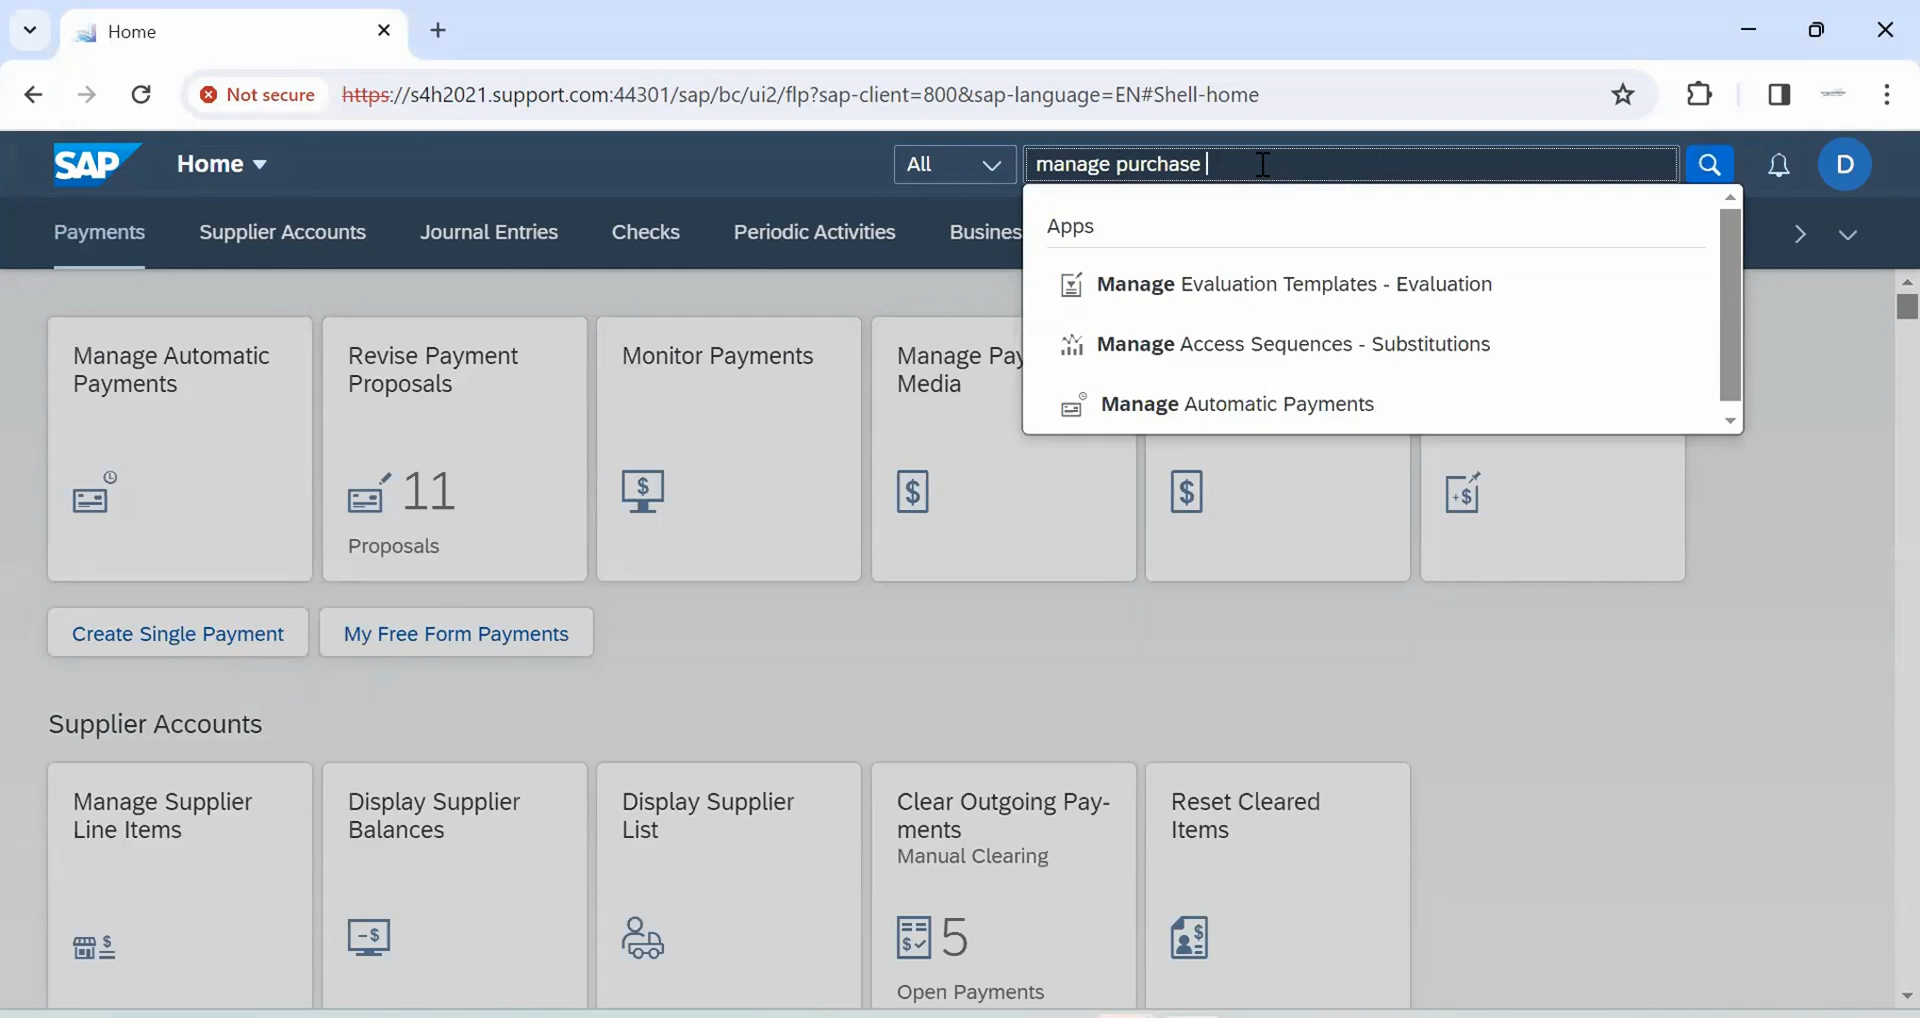 Home
Not secure
https://s4h2021.support.com:44301/sap/bc/ui2/flp?sap-client=800&sap-language=EN#Shell-home
SAP
Home
All
manage purchase
D
Payments
Supplier Accounts
Journal Entries
Checks
Periodic Activities
Busines
Apps
Manage Evaluation Templates - Evaluation
Manage Access Sequences - Substitutions
Manage Automatic Payments
Manage Automatic
Payments
Revise Payment
Proposals
11
Proposals
Monitor Payments
$
Manage Pay
Media
$
$
+$
Create Single Payment
My Free Form Payments
Supplier Accounts
Manage Supplier
Line Items
$
Display Supplier
Balances
-$
Display Supplier
List
Clear Outgoing Pay-
ments
Manual Clearing
$
5
Open Payments
Reset Cleared
Items
$